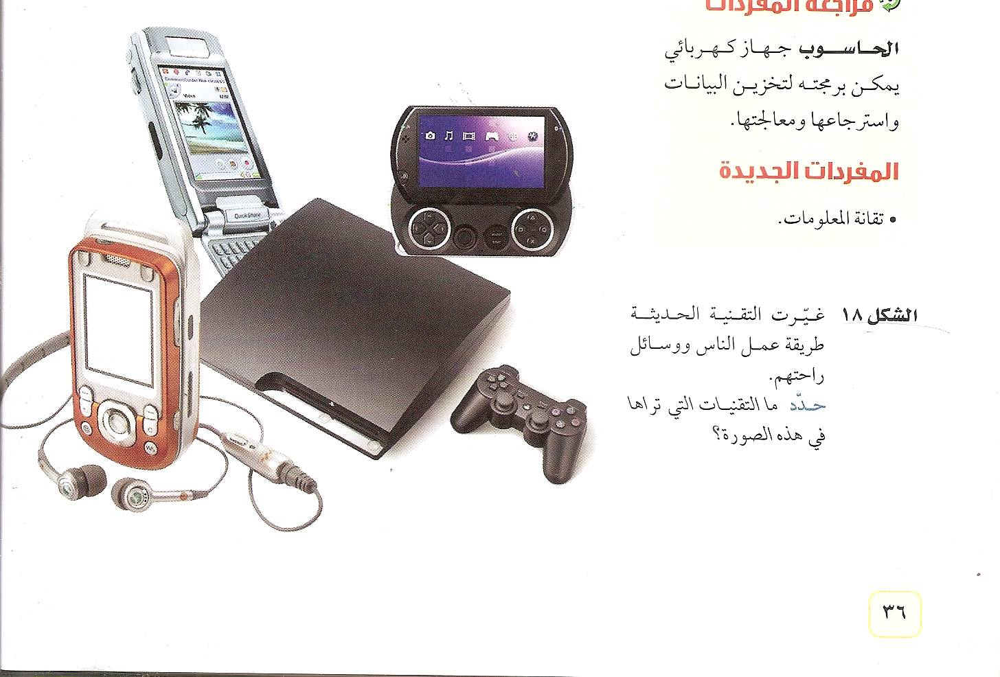 مراجعة المفردات
الحاسوب جهاز كهربائي
يمكن برمجته لتخزين البيانات
واسترجاعها ومعالجتها.
المفردات الجديدة
• تقانة المعلومات.
الشكل ١٨ غيّرت التقنية الحديثة
طريقة عمل الناس ووسائل
راحتهم.
حدّد ما التقنيات التي تراها
في هذه الصورة؟
Video
QuickShare
٣٦